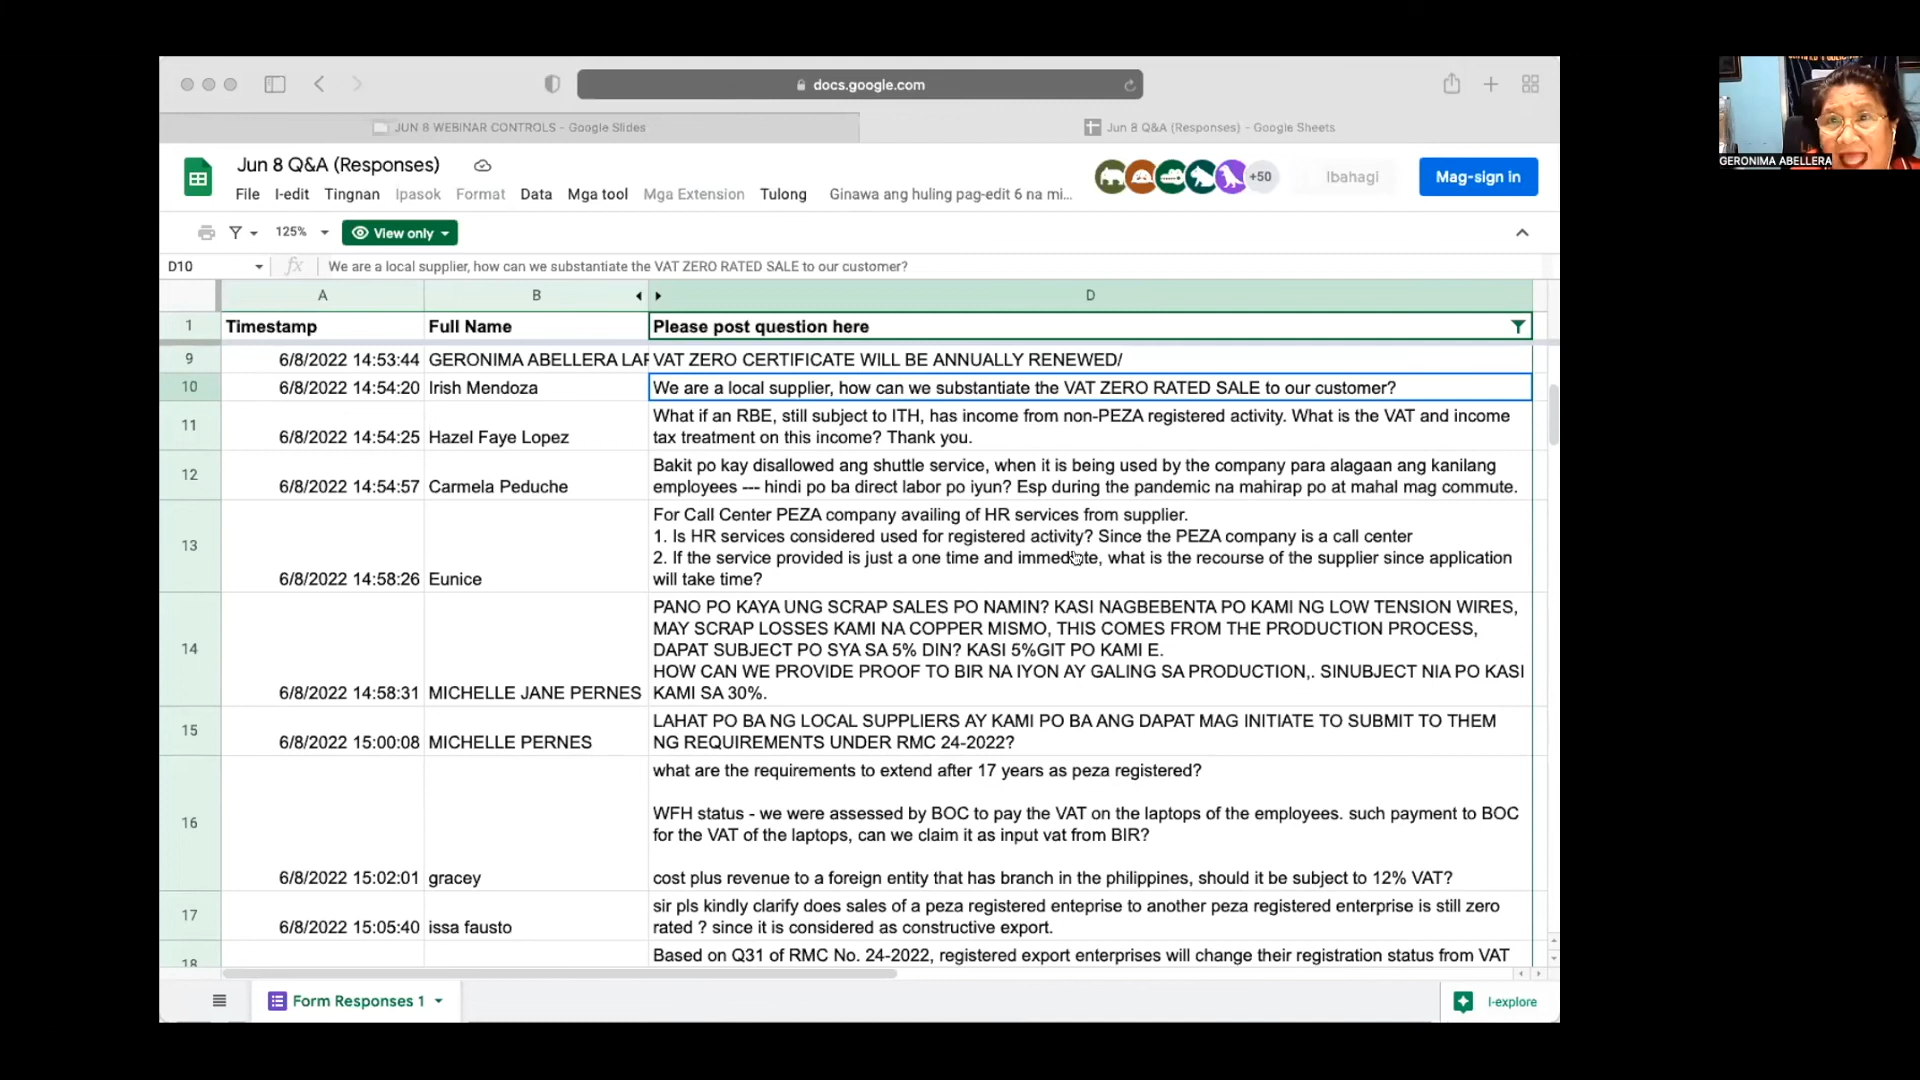 docs.google.com
JUN 8 WEBINAR CONTROLS - Google Slides
Jun 8 Q&A (Responses) - Google Sheets
Jun 8 Q&A (Responses)
+50
Ibahagi
Mag-sign in
File I-edit Tingnan Ipasok Format Data Mga tool Mga Extension Tulong Ginawa ang huling pag-edit 6 na mi...
125% View only
D10 fx We are a local supplier, how can we substantiate the VAT ZERO RATED SALE to our customer?
A B D
1 Timestamp Full Name Please post question here
9 6/8/2022 14:53:44 GERONIMA ABELLERA LAF VAT ZERO CERTIFICATE WILL BE ANNUALLY RENEWED/
10 6/8/2022 14:54:20 Irish Mendoza We are a local supplier, how can we substantiate the VAT ZERO RATED SALE to our customer?
What if an RBE, still subject to ITH, has income from non-PEZA registered activity. What is the VAT and income
11 6/8/2022 14:54:25 Hazel Faye Lopez tax treatment on this income? Thank you.
Bakit po kay disallowed ang shuttle service, when it is being used by the company para alagaan ang kanilang
12 6/8/2022 14:54:57 Carmela Peduche employees --- hindi po ba direct labor po iyun? Esp during the pandemic na mahirap po at mahal mag commute.
For Call Center PEZA company availing of HR services from supplier.
1. Is HR services considered used for registered activity? Since the PEZA company is a call center
2. If the service provided is just a one time and immediate, what is the recourse of the supplier since application
13 6/8/2022 14:58:26 Eunice will take time?
PANO PO KAYA UNG SCRAP SALES PO NAMIN? KASI NAGBEBENTA PO KAMI NG LOW TENSION WIRES,
MAY SCRAP LOSSES KAMI NA COPPER MISMO, THIS COMES FROM THE PRODUCTION PROCESS,
DAPAT SUBJECT PO SYA SA 5% DIN? KASI 5%GIT PO KAMI E.
HOW CAN WE PROVIDE PROOF TO BIR NA IYON AY GALING SA PRODUCTION,. SINUBJECT NIA PO KASI
14 6/8/2022 14:58:31 MICHELLE JANE PERNES KAMI SA 30%.
LAHAT PO BA NG LOCAL SUPPLIERS AY KAMI PO BA ANG DAPAT MAG INITIATE TO SUBMIT TO THEM
15 6/8/2022 15:00:08 MICHELLE PERNES NG REQUIREMENTS UNDER RMC 24-2022?
what are the requirements to extend after 17 years as peza registered?
WFH status - we were assessed by BOC to pay the VAT on the laptops of the employees. such payment to BOC
16 for the VAT of the laptops, can we claim it as input vat from BIR?
6/8/2022 15:02:01 gracey cost plus revenue to a foreign entity that has branch in the philippines, should it be subject to 12% VAT?
sir pls kindly clarify does sales of a peza registered enteprise to another peza registered enterprise is still zero
17 6/8/2022 15:05:40 issa fausto rated ? since it is considered as constructive export.
18 Based on Q31 of RMC No. 24-2022, registered export enterprises will change their registration status from VAT
Form Responses 1
I-explore
GERONIMA ABELLERA